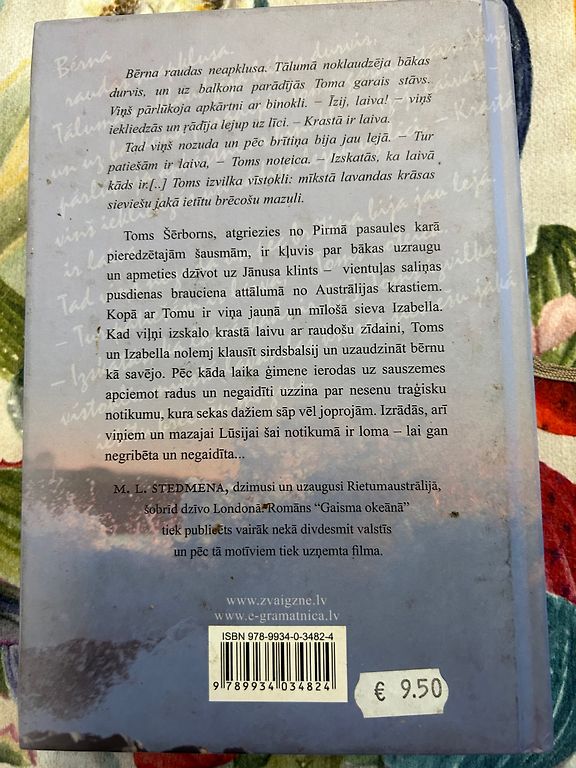 Bērna raudas neapklusa. Tālumā noklaudzēja bākas
durvis, un uz balkona parādījās Toma garais stāvs.
Viņš pārlūkoja apkārtni ar binokli. – Izij, laiva! – viņš
iekliedzās un rādīja lejup uz līci. – Krastā ir laiva.
Tad viņš nozuda un pēc brītiņa bija jau lejā. – Tur
patiešām ir laiva, – Toms noteica. – Izskatās, ka laivā
kāds ir.[..] Toms izvilka vīstokli: mīkstā lavandas krāsas
sieviešu jakā ietītu brēcošu mazuli.
Toms Šērborns, atgriezies no Pirmā pasaules karā
pieredzētajām šausmām, ir kļuvis par bākas uzraugu
un apmeties dzīvot uz Jānusa klints – vientuļas saliņas
pusdienas brauciena attālumā no Austrālijas krastiem.
Kopā ar Tomu ir viņa jaunā un mīlošā sieva Izabella.
Kad viļņi izskalo krastā laivu ar raudošu zīdaini, Toms
un Izabella nolemj klausīt sirdsbalsij un uzaudzināt bērnu
kā savējo. Pēc kāda laika ģimene ierodas uz sauszemes
apciemot radus un negaidīti uzzina par nesenu traģisku
notikumu, kura sekas dažiem sāp vēl joprojām. Izrādās, arī
viņiem un mazajai Lūsijai šai notikumā ir loma – lai gan
negribēta un negaidīta...
M. L. STEDMENA, dzimusi un uzaugusi Rietumaustrālijā,
šobrīd dzīvo Londonā. Romāns “Gaisma okeānā”
tiek publicēts vairāk nekā divdesmit valstīs
un pēc tā motīviem tiek uzņemta filma.
www.zvaigzne.lv
www.e-gramatnica.lv
ISBN 978-9934-0-3482-4
9 789934 034824
€ 9.50